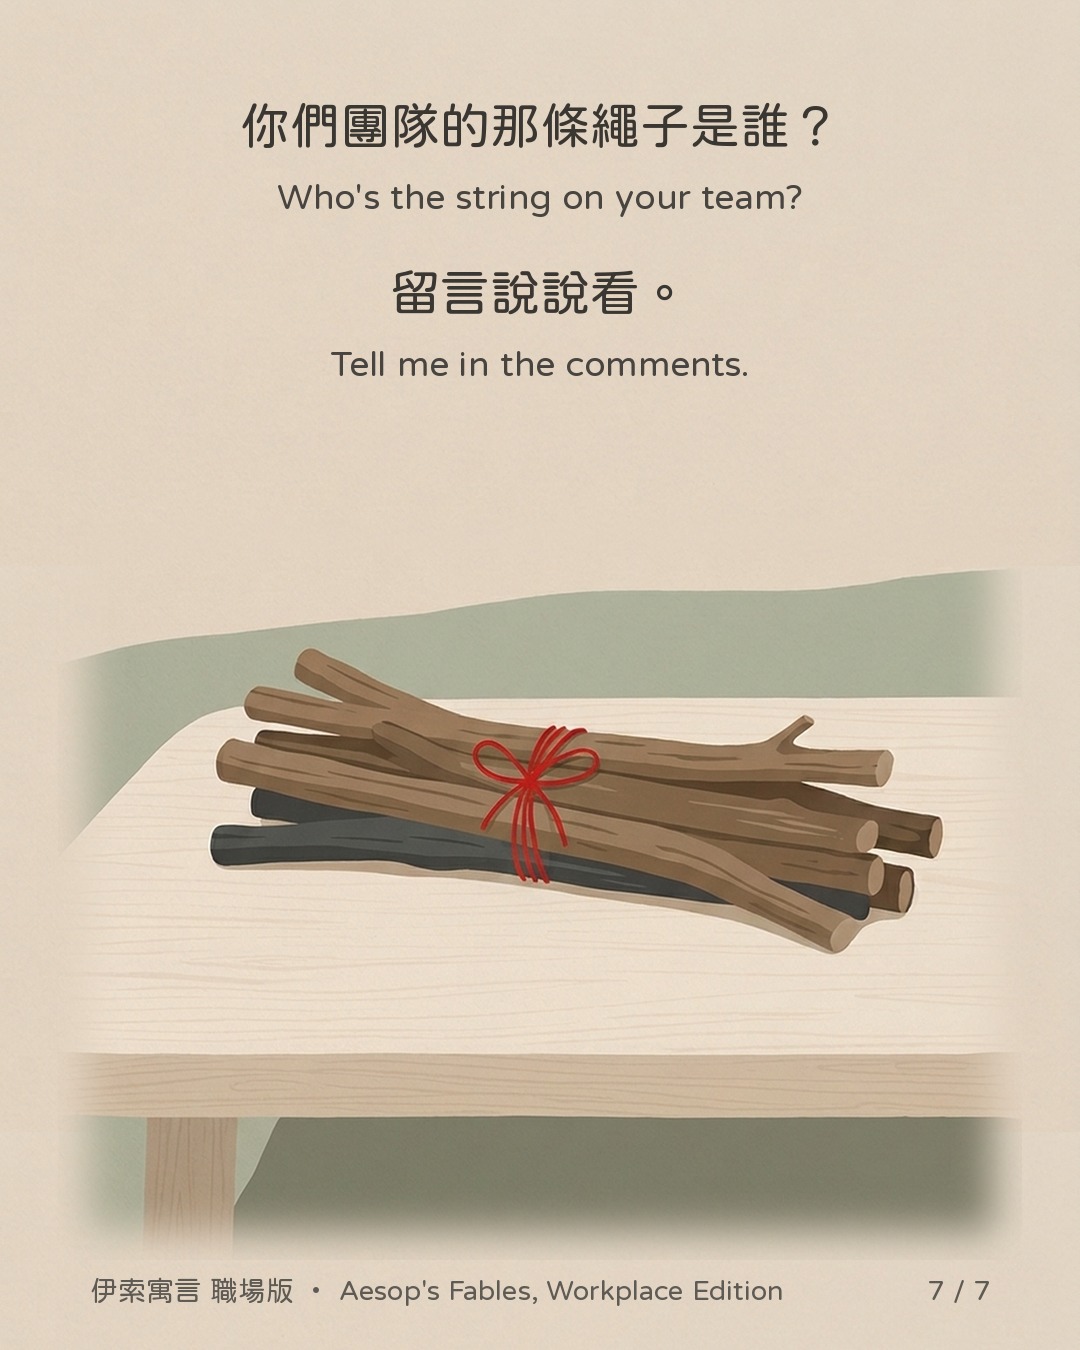 你們團隊的那條繩子是誰？
Who's the string on your team?
留言說說看。
Tell me in the comments.
伊索寓言 職場版 • Aesop's Fables, Workplace Edition
7 / 7